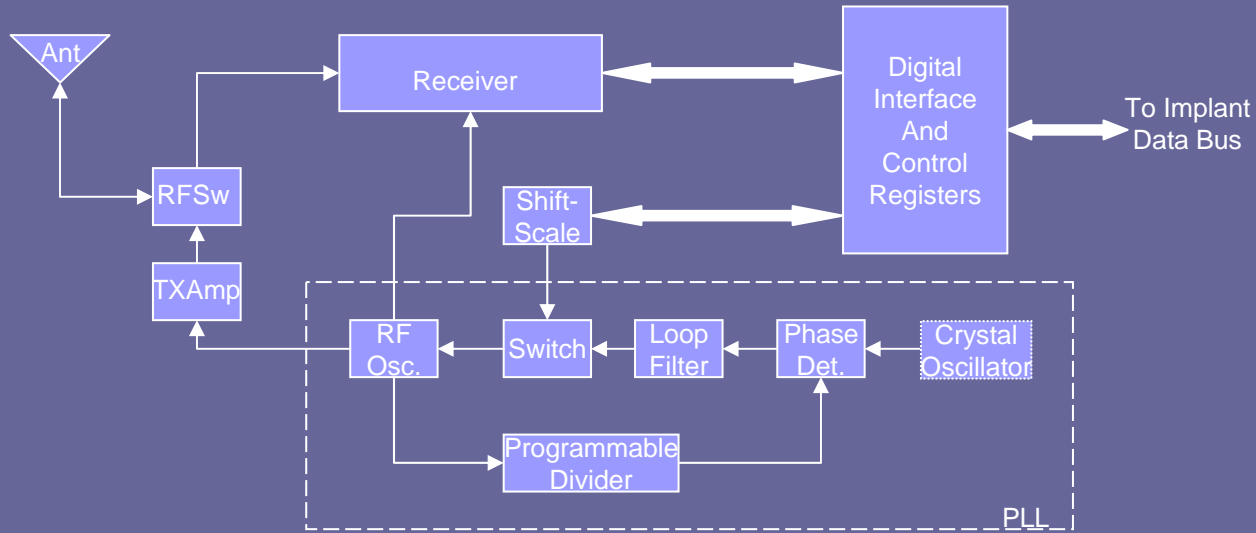 Ant
Receiver
Digital
Interface
And
Control
Registers
To Implant
Data Bus
RFSw
Shift-
Scale
TXAmp
RF
Osc.
Switch
Loop
Filter
Phase
Det.
Crystal
Oscillator
Programmable
Divider
PLL